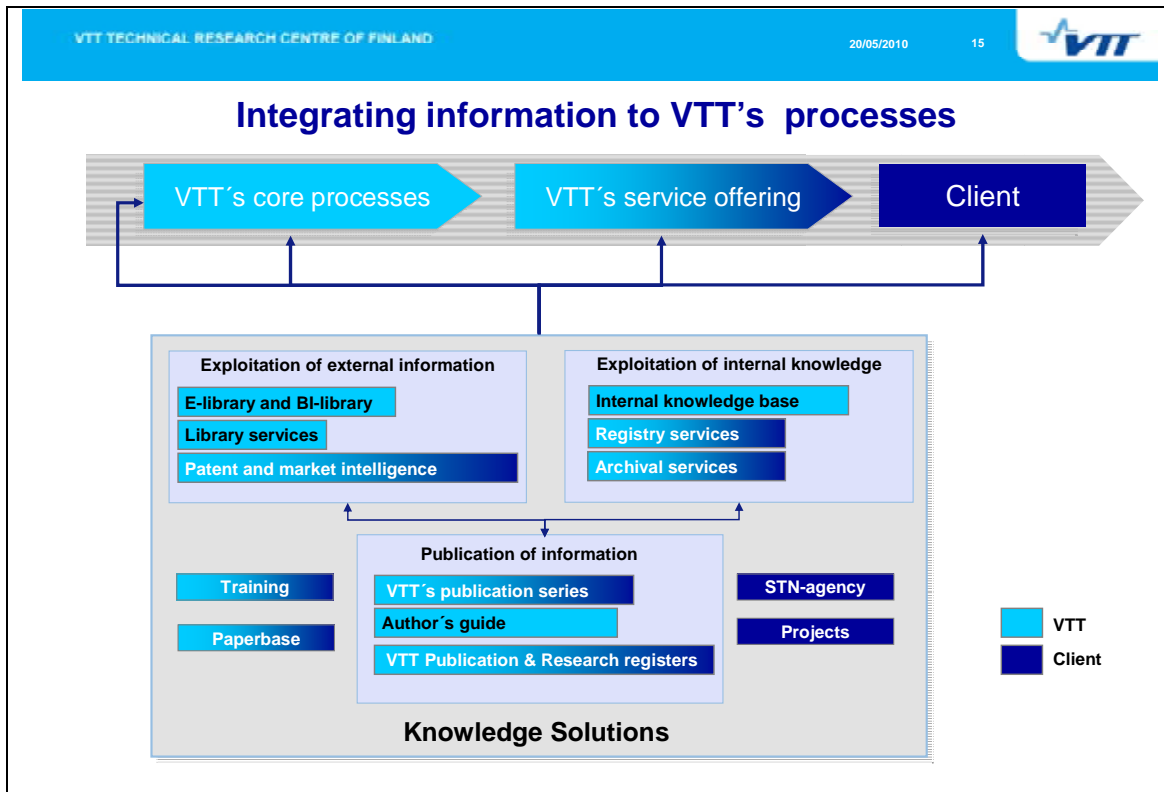 VTT TECHNICAL RESEARCH CENTRE OF FINLAND
20/05/2010
15
VTT
Integrating information to VTT's  processes
VTT´s core processes
VTT´s service offering
Client
Exploitation of external information
E-library and BI-library
Library services
Patent and market intelligence
Exploitation of internal knowledge
Internal knowledge base
Registry services
Archival services
Publication of information
VTT´s publication series
Author´s guide
VTT Publication & Research registers
Training
Paperbase
STN-agency
Projects
Knowledge Solutions
VTT
Client